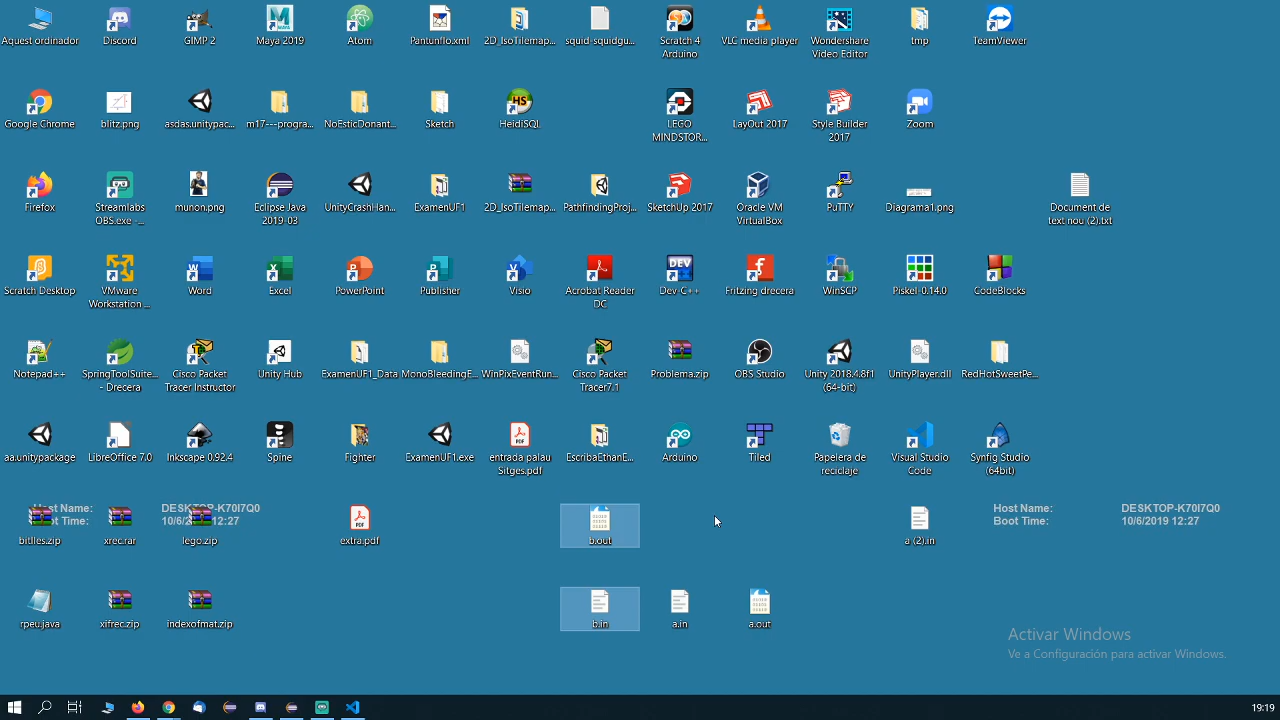 Aquest ordinador
Discord
GIMP 2
Maya 2019
Atom
Pantunflo.xml
2D_IsoTilemap...
squid-squidgu...
Scratch 4
Arduino
VLC media player
Wondershare
Video Editor
tmp
TeamViewer
Google Chrome
blitz.png
asdas.unitypac...
m17---progra...
NoEsticDonant...
Sketch
HeidiSQL
LEGO
MINDSTOR...
LayOut 2017
Style Builder
2017
Zoom
Firefox
Streamlabs
OBS.exe -...
munon.png
Eclipse Java
2019-03
UnityCrashHan...
ExamenUF1
2D_IsoTilemap...
PathfindingProj...
SketchUp 2017
Oracle VM
VirtualBox
PuTTY
Diagrama1.png
Document de
text nou (2).txt
Scratch Desktop
VMware
Workstation ...
Word
Excel
PowerPoint
Publisher
Visio
Acrobat Reader
DC
Dev-C++
Fritzing drecera
WinSCP
Piskel-0.14.0
CodeBlocks
Notepad++
SpringToolSuite...
- Drecera
Cisco Packet
Tracer Instructor
Unity Hub
ExamenUF1_Data
MonoBleedingE...
WinPixEventRun...
Cisco Packet
Tracer7.1
Problema.zip
OBS Studio
Unity 2018.4.8f1
(64-bit)
UnityPlayer.dll
RedHotSweetPe...
aa.unitypackage
LibreOffice 7.0
Inkscape 0.92.4
Spine
Fighter
ExamenUF1.exe
entrada palau
Sitges.pdf
EscribaEthanE...
Arduino
Tiled
Papelera de
reciclaje
Visual Studio
Code
Synfig Studio
(64bit)
Host Name: DESKTOP-K70I7Q0
Boot Time: 10/6/2019 12:27
Host Name: DESKTOP-K70I7Q0
Boot Time: 10/6/2019 12:27
bitlles.zip
xrec.rar
lego.zip
extra.pdf
b.out
a (2).in
rpeu.java
xifrec.zip
indexofmat.zip
b.in
a.in
a.out
Activar Windows
Ve a Configuración para activar Windows.
19:19